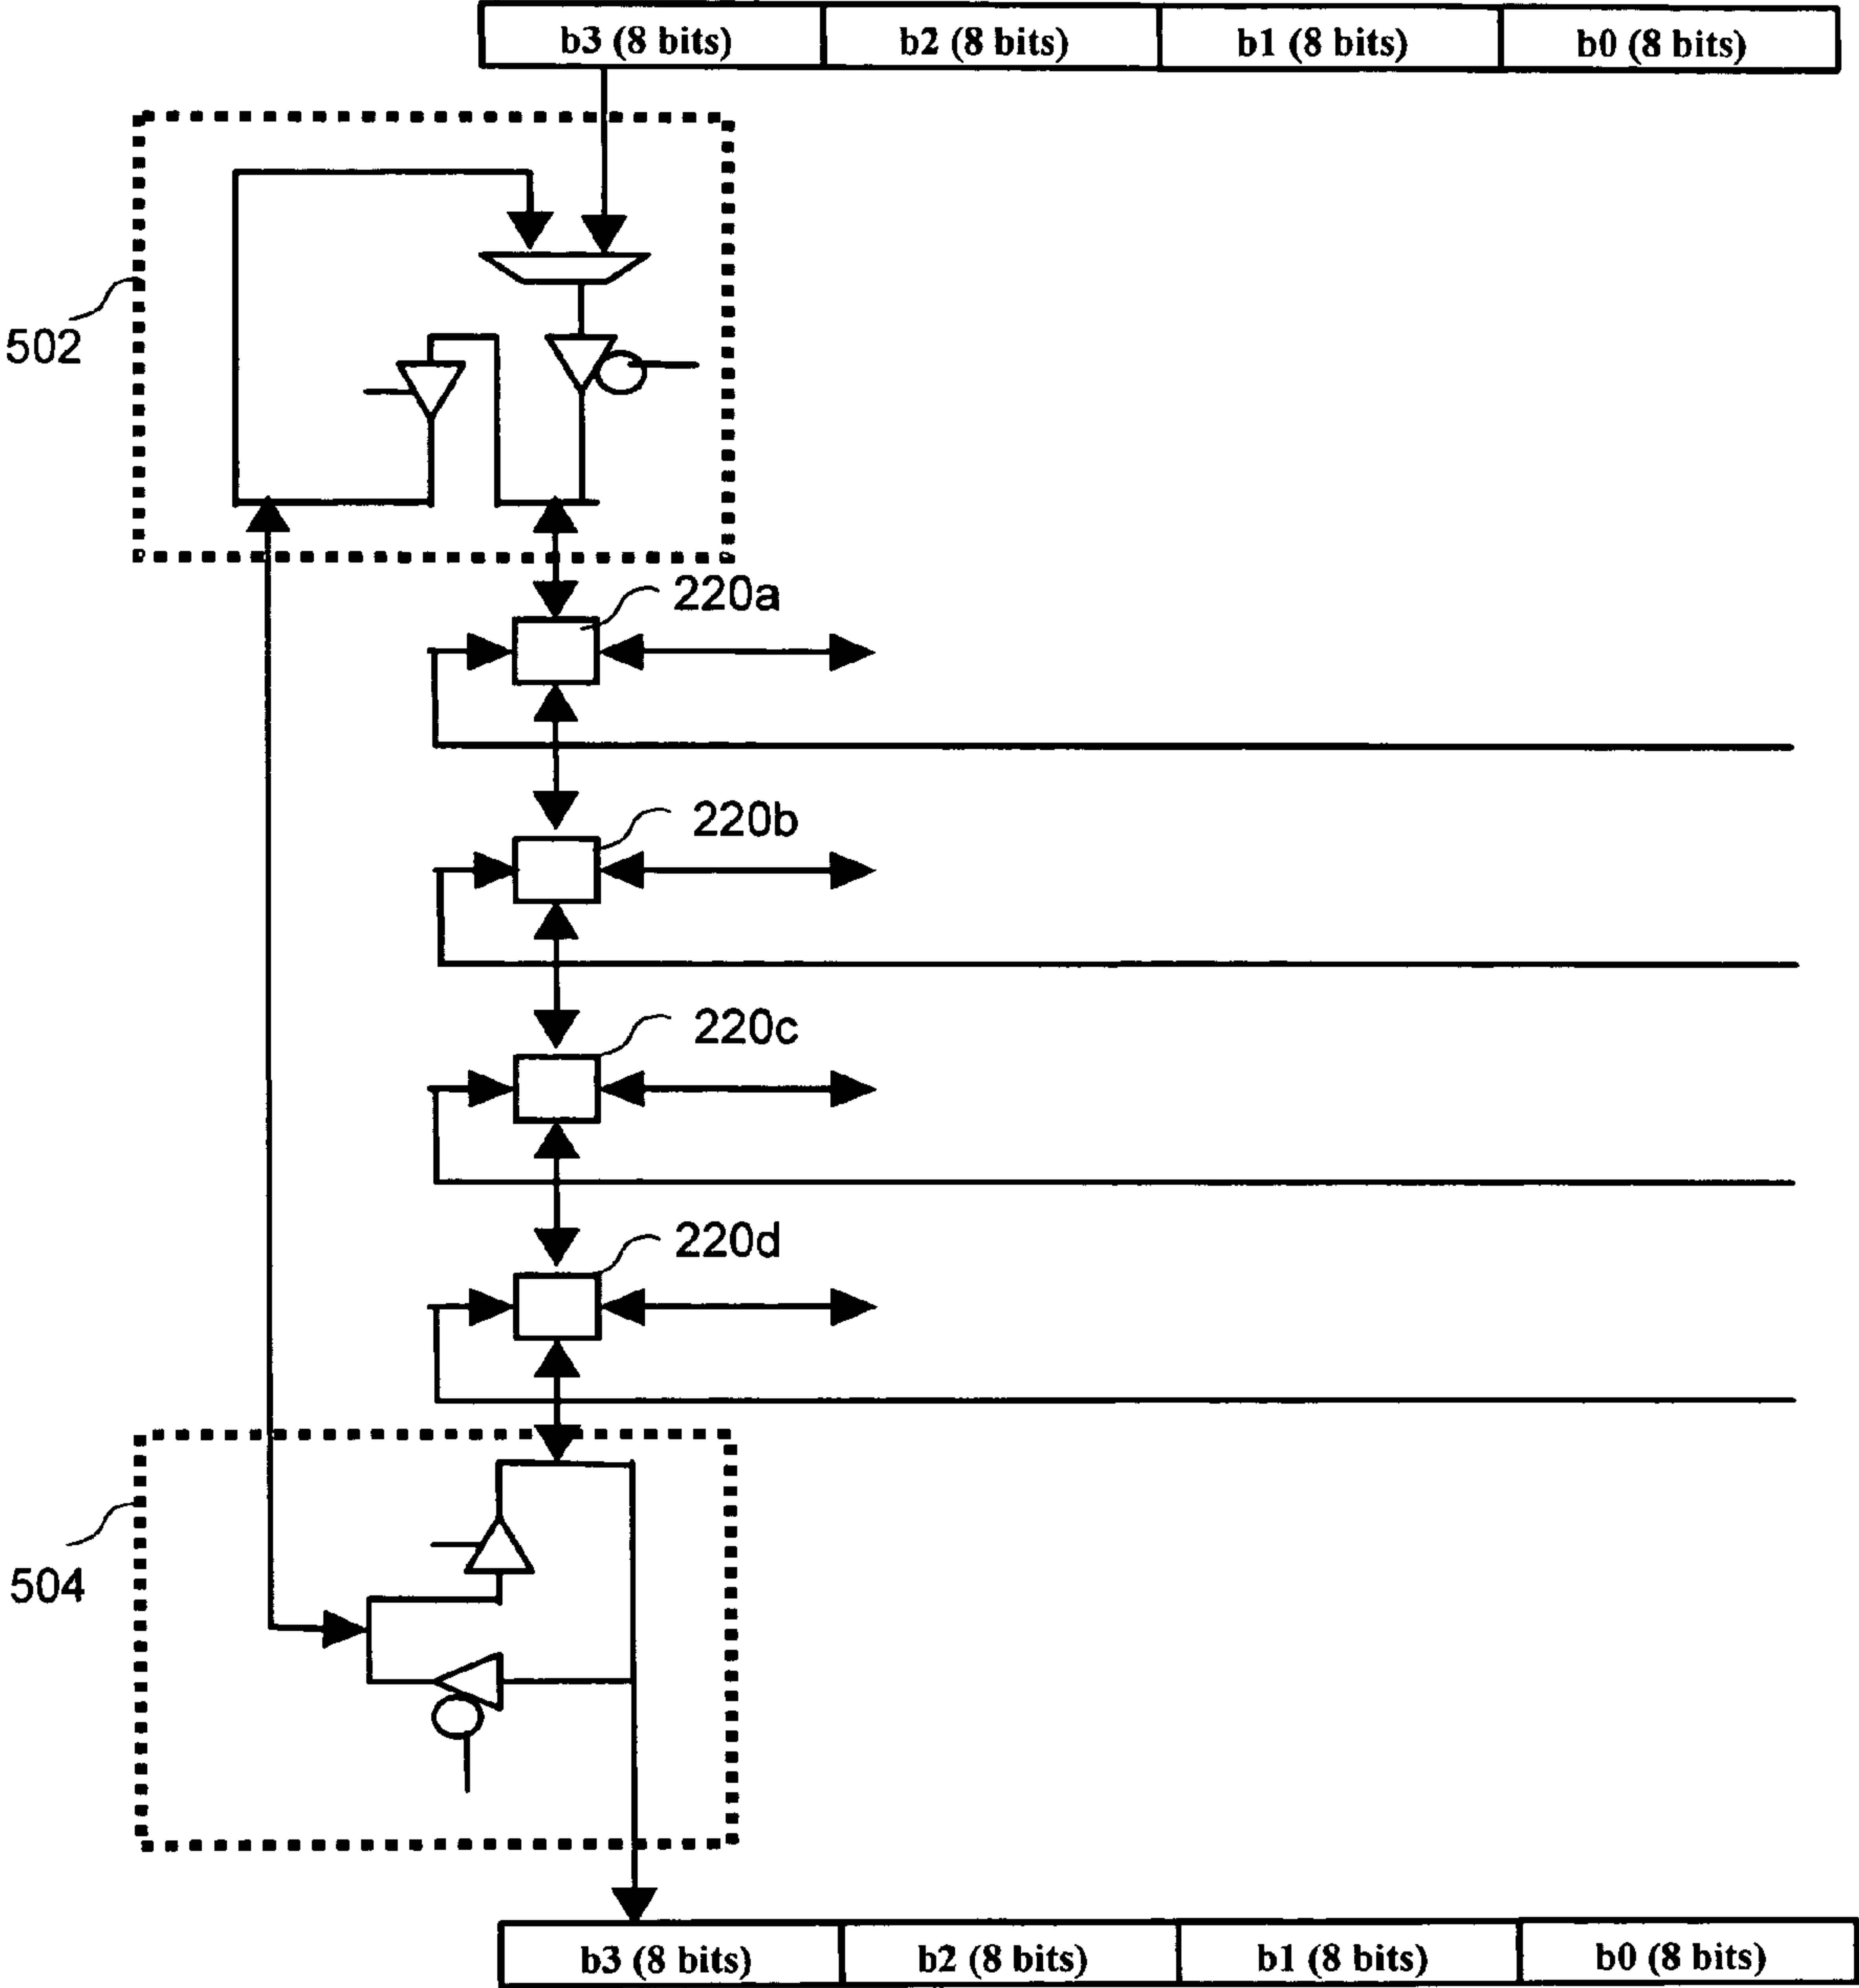 b3 (8 bits) b2 (8 bits) b1 (8 bits) b0 (8 bits)
502
220a
220b
220c
220d
504
b3 (8 bits) b2 (8 bits) b1 (8 bits) b0 (8 bits)